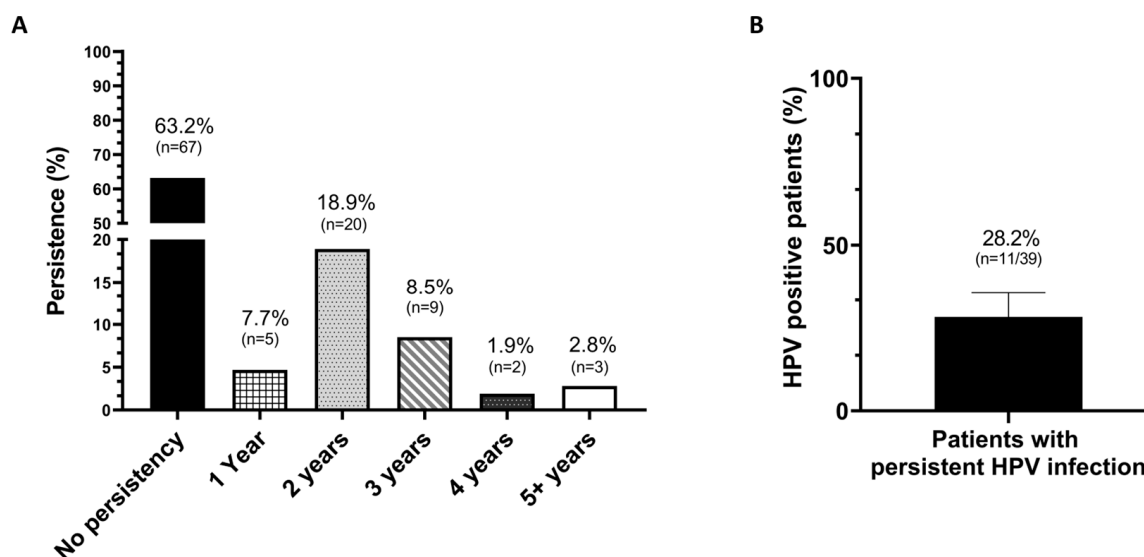 A
B
Persistence (%)
100
90
80
70
60
50
20
15
10
5
0
63.2%
(n=67)
7.7%
(n=5)
18.9%
(n=20)
8.5%
(n=9)
1.9%
(n=2)
2.8%
(n=3)
No persistency
1 Year
2 years
3 years
4 years
5+ years
HPV positive patients (%)
100
50
0
28.2%
(n=11/39)
Patients with
persistent HPV infection